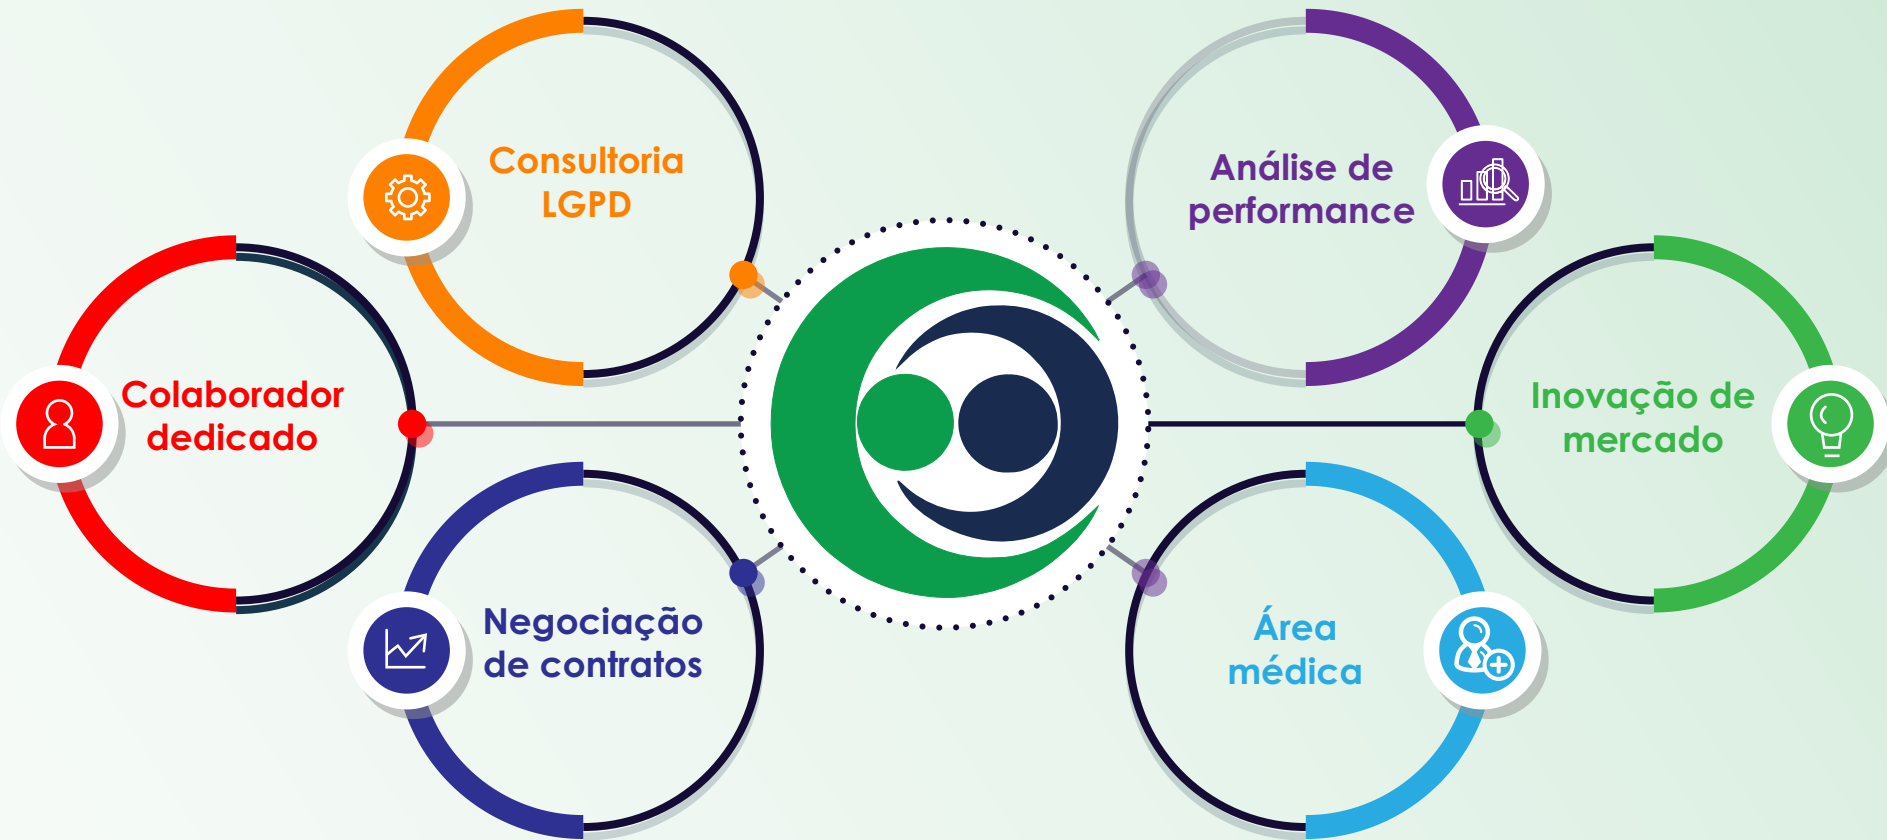 Consultoria
LGPD
Análise de
performance
Colaborador
dedicado
Inovação de
mercado
Negociação
de contratos
Área
médica